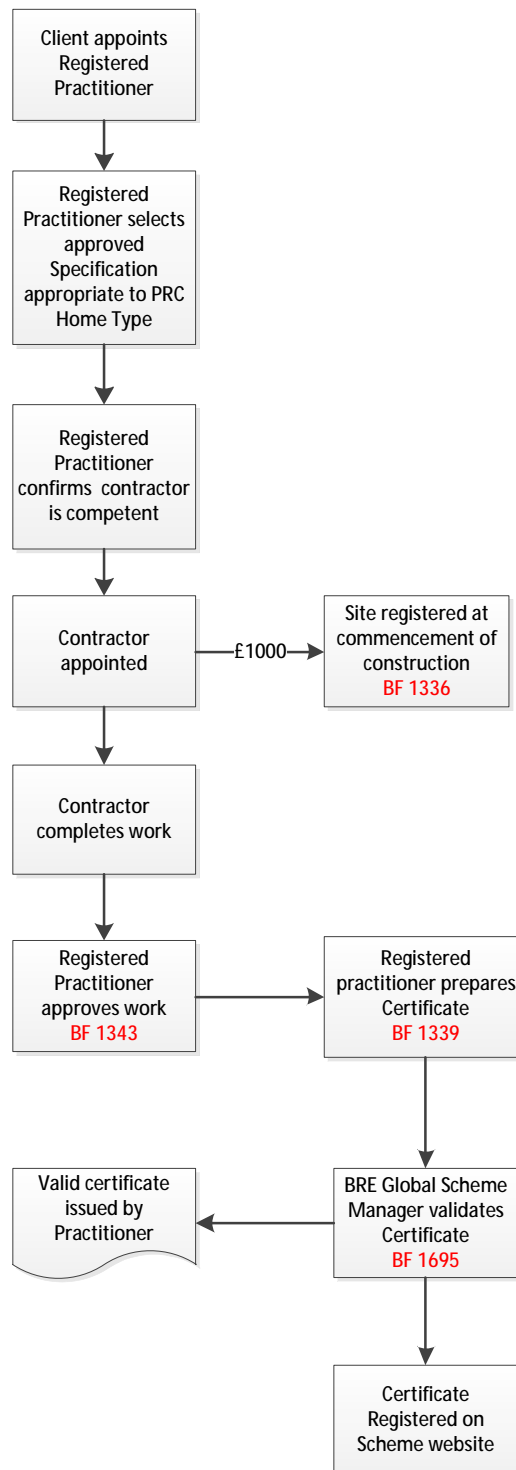 Client appoints
Registered
Practitioner
Registered
Practitioner selects
approved
Specification
appropriate to PRC
Home Type
Registered
Practitioner
confirms contractor
is competent
Contractor
appointed
£1000
Site registered at
commencement of
construction
BF 1336
Contractor
completes work
Registered
Practitioner
approves work
BF 1343
Registered
practitioner prepares
Certificate
BF 1339
Valid certificate
issued by
Practitioner
BRE Global Scheme
Manager validates
Certificate
BF 1695
Certificate
Registered on
Scheme website